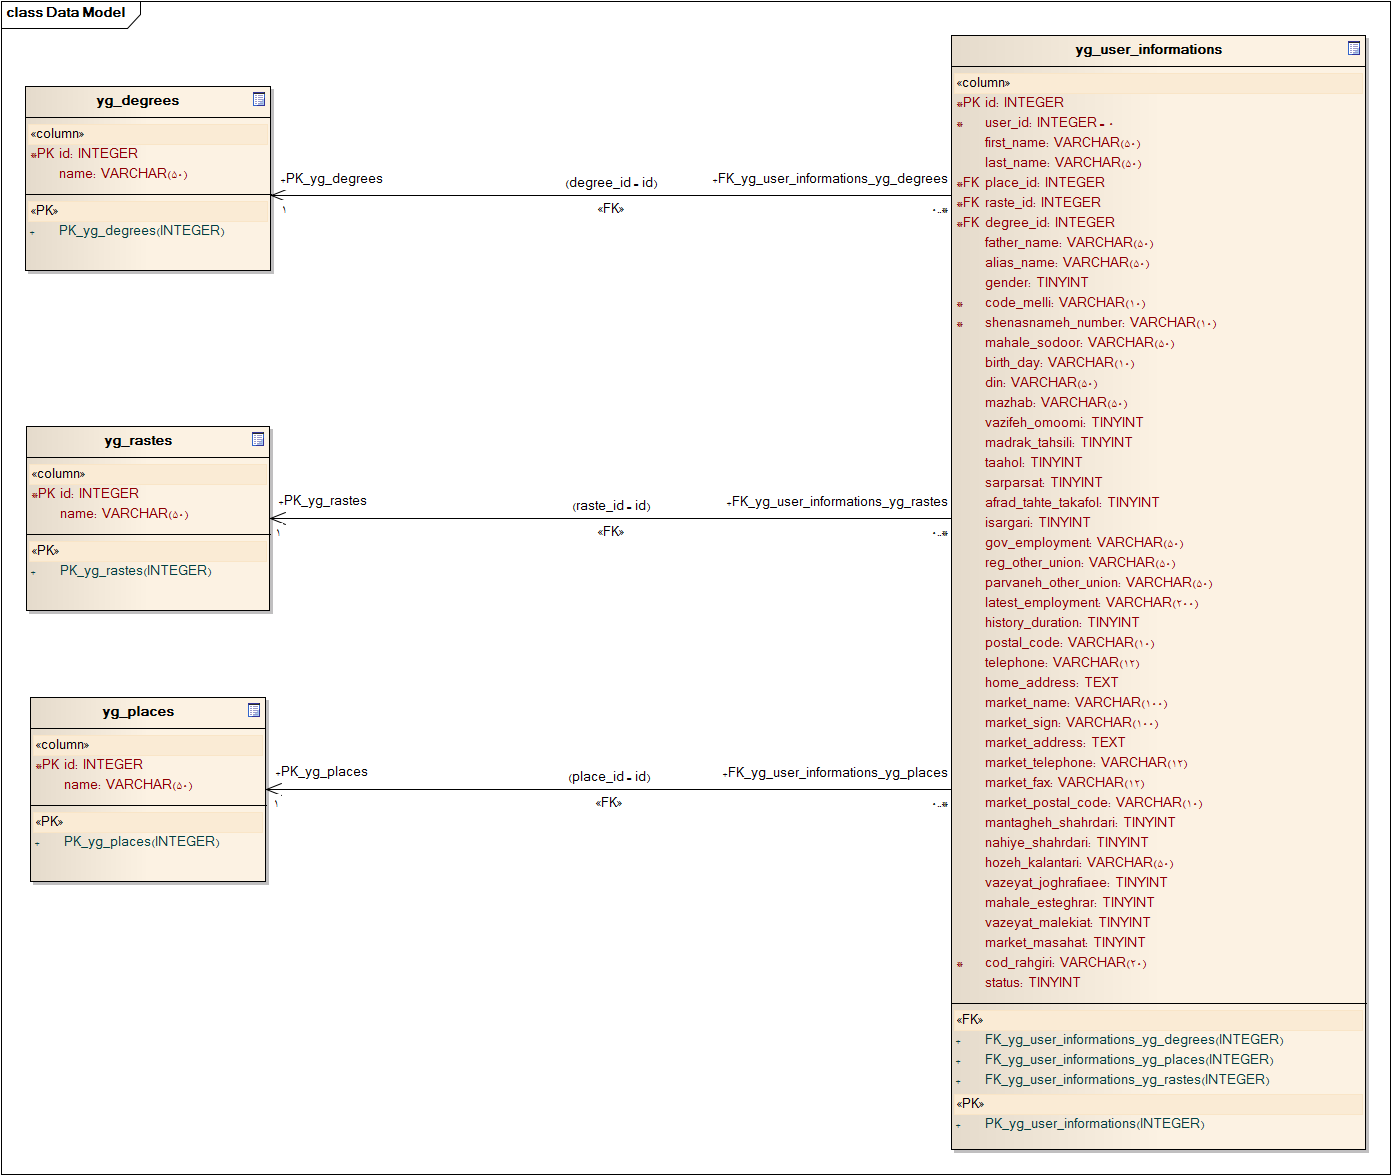 class Data Model
yg_degrees
«column»
*PK id: INTEGER
name: VARCHAR(۵۰)
«PK»
+ PK_yg_degrees(INTEGER)
+PK_yg_degrees
۱
(degree_id = id)
«FK»
+FK_yg_user_informations_yg_degrees
۰..*
yg_rastes
«column»
*PK id: INTEGER
name: VARCHAR(۵۰)
«PK»
+ PK_yg_rastes(INTEGER)
+PK_yg_rastes
۱
(raste_id = id)
«FK»
+FK_yg_user_informations_yg_rastes
۰..*
yg_places
«column»
*PK id: INTEGER
name: VARCHAR(۵۰)
«PK»
+ PK_yg_places(INTEGER)
+PK_yg_places
۱
(place_id = id)
«FK»
+FK_yg_user_informations_yg_places
۰..*
yg_user_informations
«column»
*PK id: INTEGER
* user_id: INTEGER = ۰
first_name: VARCHAR(۵۰)
last_name: VARCHAR(۵۰)
*FK place_id: INTEGER
*FK raste_id: INTEGER
*FK degree_id: INTEGER
father_name: VARCHAR(۵۰)
alias_name: VARCHAR(۵۰)
gender: TINYINT
* code_melli: VARCHAR(۱۰)
* shenasnameh_number: VARCHAR(۱۰)
mahale_sodoor: VARCHAR(۵۰)
birth_day: VARCHAR(۱۰)
din: VARCHAR(۵۰)
mazhab: VARCHAR(۵۰)
vazifeh_omoomi: TINYINT
madrak_tahsili: TINYINT
taahol: TINYINT
sarparsat: TINYINT
afrad_tahte_takafol: TINYINT
isargari: TINYINT
gov_employment: VARCHAR(۵۰)
reg_other_union: VARCHAR(۵۰)
parvaneh_other_union: VARCHAR(۵۰)
latest_employment: VARCHAR(۲۰۰)
history_duration: TINYINT
postal_code: VARCHAR(۱۰)
telephone: VARCHAR(۱۲)
home_address: TEXT
market_name: VARCHAR(۱۰۰)
market_sign: VARCHAR(۱۰۰)
market_address: TEXT
market_telephone: VARCHAR(۱۲)
market_fax: VARCHAR(۱۲)
market_postal_code: VARCHAR(۱۰)
mantagheh_shahrdari: TINYINT
nahiye_shahrdari: TINYINT
hozeh_kalantari: VARCHAR(۵۰)
vazeyat_joghrafiaee: TINYINT
mahale_esteghrar: TINYINT
vazeyat_malekiat: TINYINT
market_masahat: TINYINT
* cod_rahgiri: VARCHAR(۲۰)
status: TINYINT
«FK»
+ FK_yg_user_informations_yg_degrees(INTEGER)
+ FK_yg_user_informations_yg_places(INTEGER)
+ FK_yg_user_informations_yg_rastes(INTEGER)
«PK»
+ PK_yg_user_informations(INTEGER)